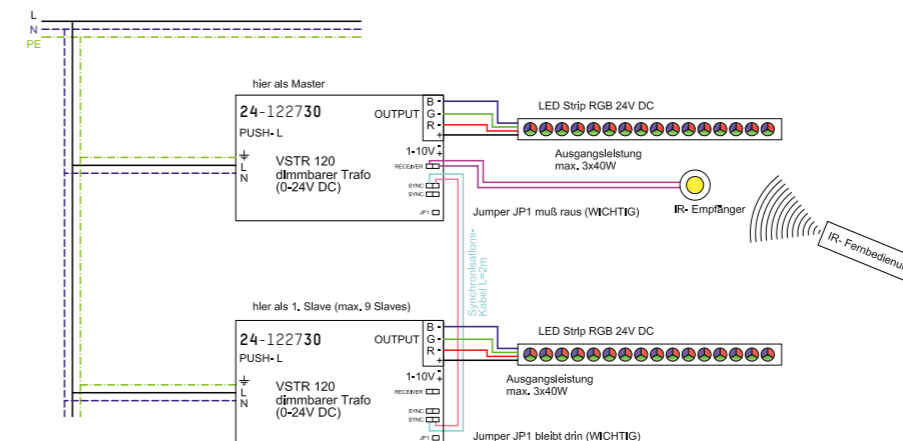 L
N
PE
hier als Master
24-122730
PUSH- L
VSTR 120
dimmbarer Trafo
(0-24V DC)
L
N
OUTPUT
B -
G -
R -
+
1-10V -
+
RECEIVER
SYNC
SYNC
JP1
LED Strip RGB 24V DC
Ausgangsleistung
max. 3x40W
IR- Empfänger
IR- Fernbedienu
Jumper JP1 muß raus (WICHTIG)
Synchronisations-
Kabel L=2m
hier als 1. Slave (max. 9 Slaves)
24-122730
PUSH- L
VSTR 120
dimmbarer Trafo
(0-24V DC)
L
N
OUTPUT
B -
G -
R -
+
1-10V -
+
RECEIVER
SYNC
SYNC
JP1
LED Strip RGB 24V DC
Ausgangsleistung
max. 3x40W
Jumper JP1 bleibt drin (WICHTIG)